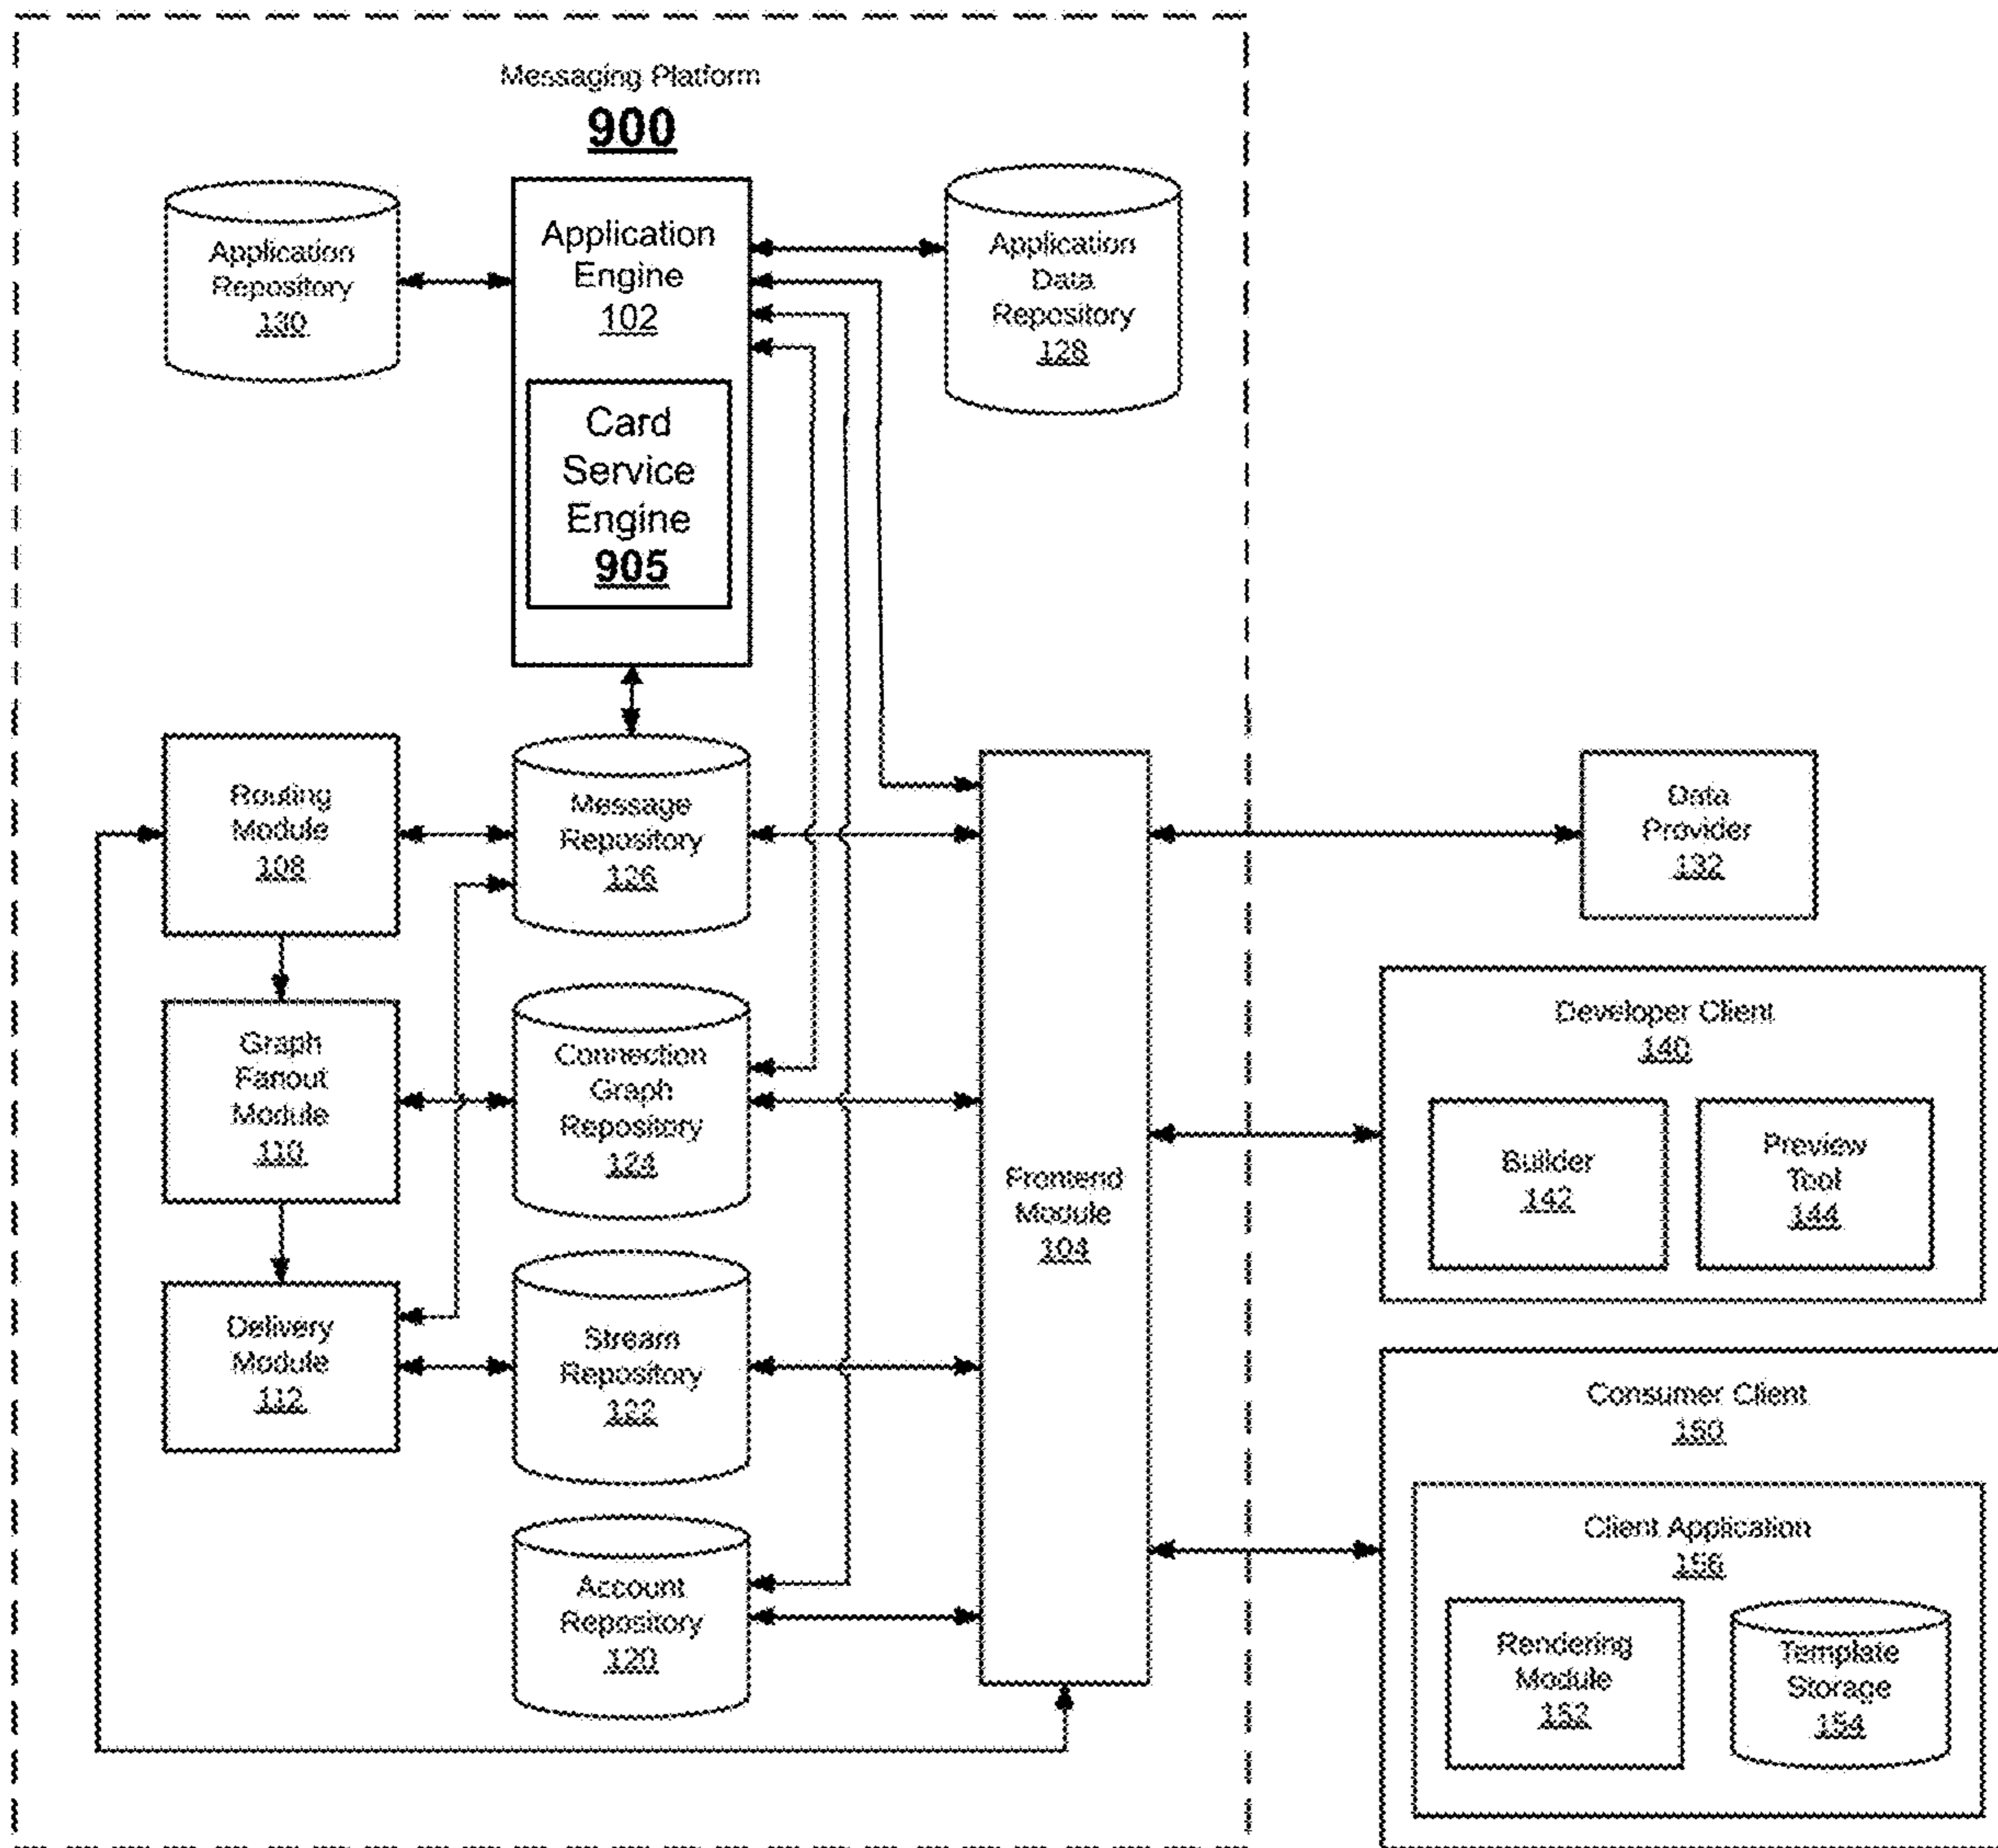 Messaging Platform
900
Application
Repository
130
Application
Engine
102
Card
Service
Engine
905
Application
Data
Repository
128
Routing
Module
108
Message
Repository
126
Graph
Fanout
Module
110
Connection
Graph
Repository
124
Delivery
Module
112
Stream
Repository
122
Account
Repository
120
Frontend
Module
104
Data
Provider
132
Developer Client
140
Builder
142
Preview
Tool
144
Consumer Client
150
Client Application
156
Rendering
Module
152
Template
Storage
154